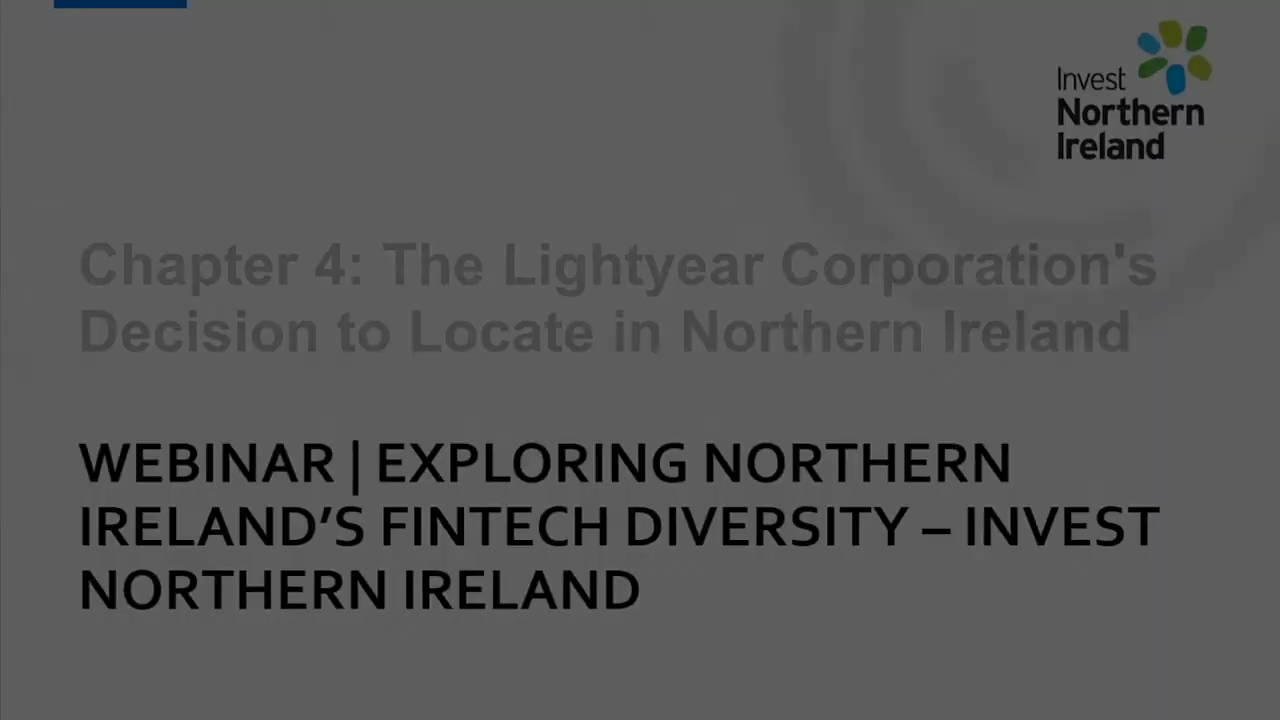 Invest
Northern
Ireland
Chapter 4: The Lightyear Corporation's
Decision to Locate in Northern Ireland
WEBINAR | EXPLORING NORTHERN
IRELAND’S FINTECH DIVERSITY – INVEST
NORTHERN IRELAND